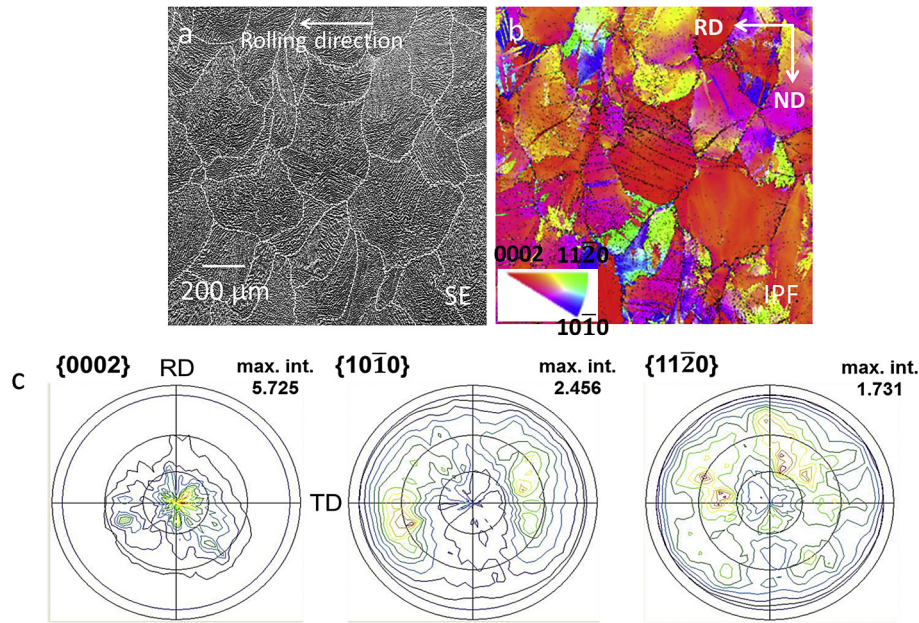 a
Rolling direction
200 μm
SE
b
RD
ND
0002 112̅0
101̅0
IPF
c
{0002}
RD
max. int.
5.725
{101̅0}
max. int.
2.456
{112̅0}
max. int.
1.731
TD